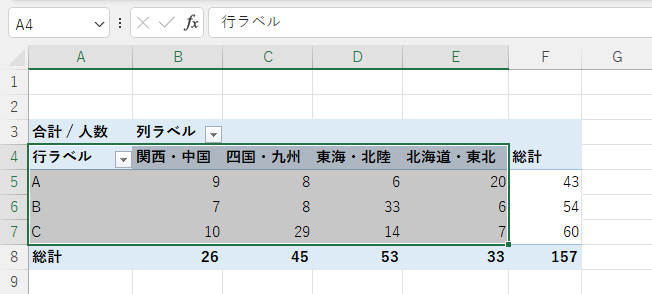 A4 fx 行ラベル
A B C D E F G
1
2
3 合計 / 人数 列ラベル
4 行ラベル 関西・中国 四国・九州 東海・北陸 北海道・東北 総計
5 A 9 8 6 20 43
6 B 7 8 33 6 54
7 C 10 29 14 7 60
8 総計 26 45 53 33 157
9